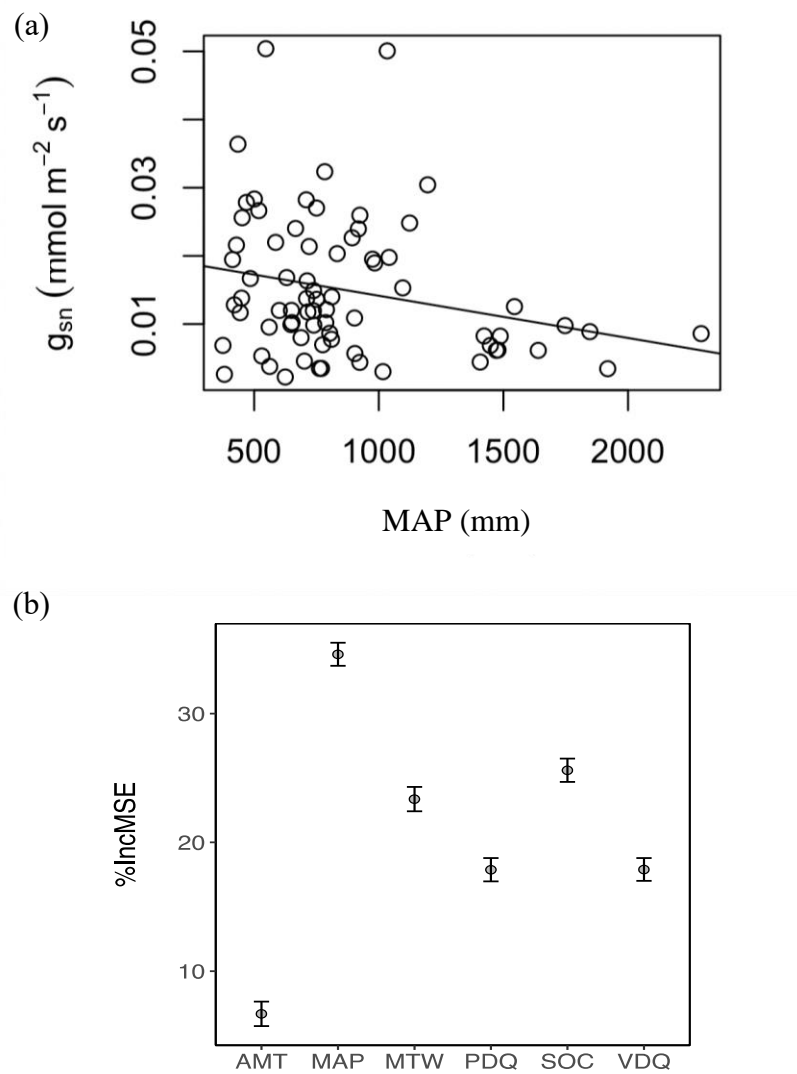 (a)
gsn (mmol m−2 s−1)
0.05
0.03
0.01
500 1000 1500 2000
MAP (mm)
(b)
%IncMSE
30
20
10
AMT MAP MTW PDQ SOC VDQ